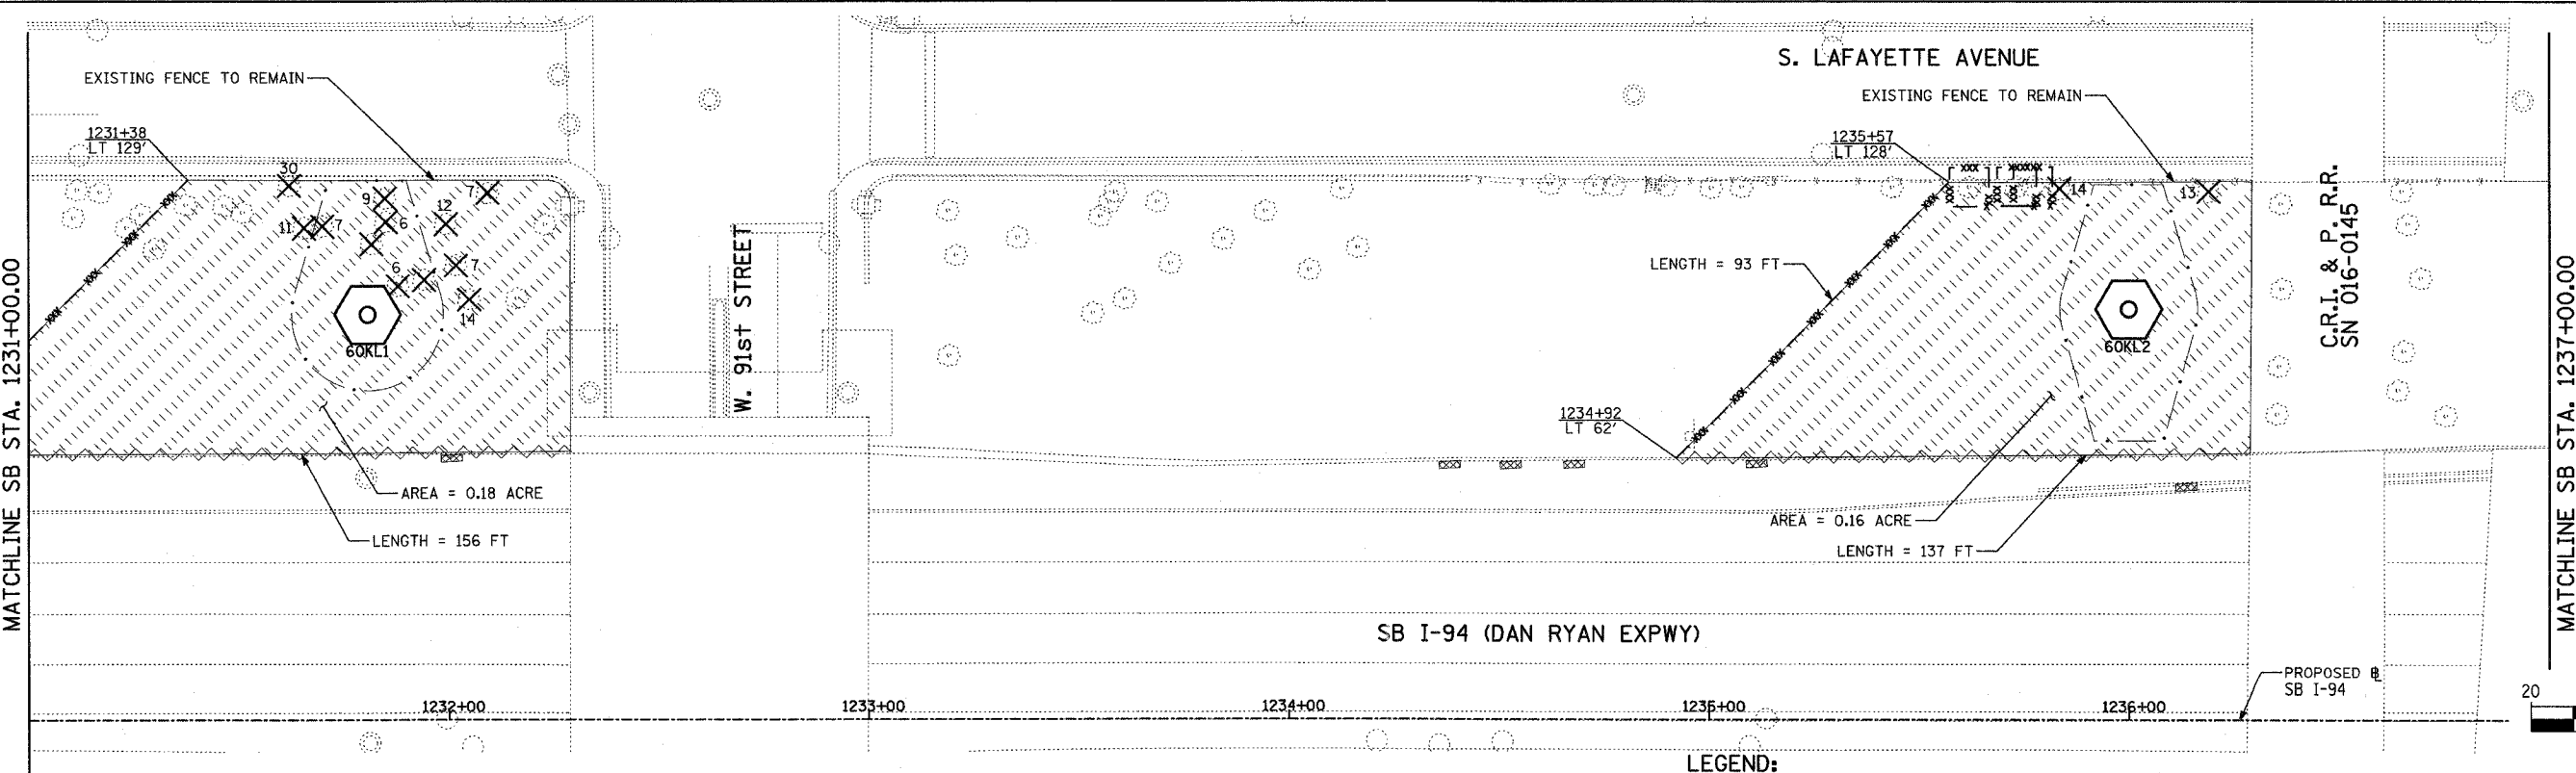 S. LAFAYETTE AVENUE
EXISTING FENCE TO REMAIN
EXISTING FENCE TO REMAIN
1231+38
LT 129'
1235+57
LT 128'
30
9
7
12
11
7
6
14
13
7
6
14
60KL1
60KL2
LENGTH = 93 FT
W. 91st STREET
C.R.I. & P. R.R.
SN 016-0145
MATCHLINE SB STA. 1231+00.00
MATCHLINE SB STA. 1237+00.00
1234+92
LT 62'
AREA = 0.18 ACRE
LENGTH = 156 FT
AREA = 0.16 ACRE
LENGTH = 137 FT
SB I-94 (DAN RYAN EXPWY)
PROPOSED
SB I-94
20
1232+00
1233+00
1234+00
1235+00
1236+00
LEGEND: